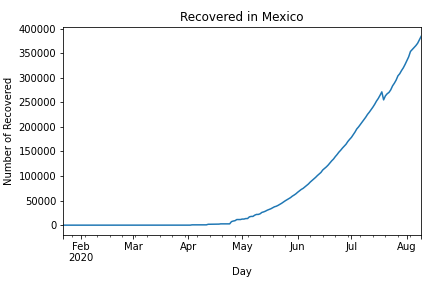 Recovered in Mexico
Number of Recovered
400000
350000
300000
250000
200000
150000
100000
50000
0
Feb
2020
Mar
Apr
May
Jun
Jul
Aug
Day